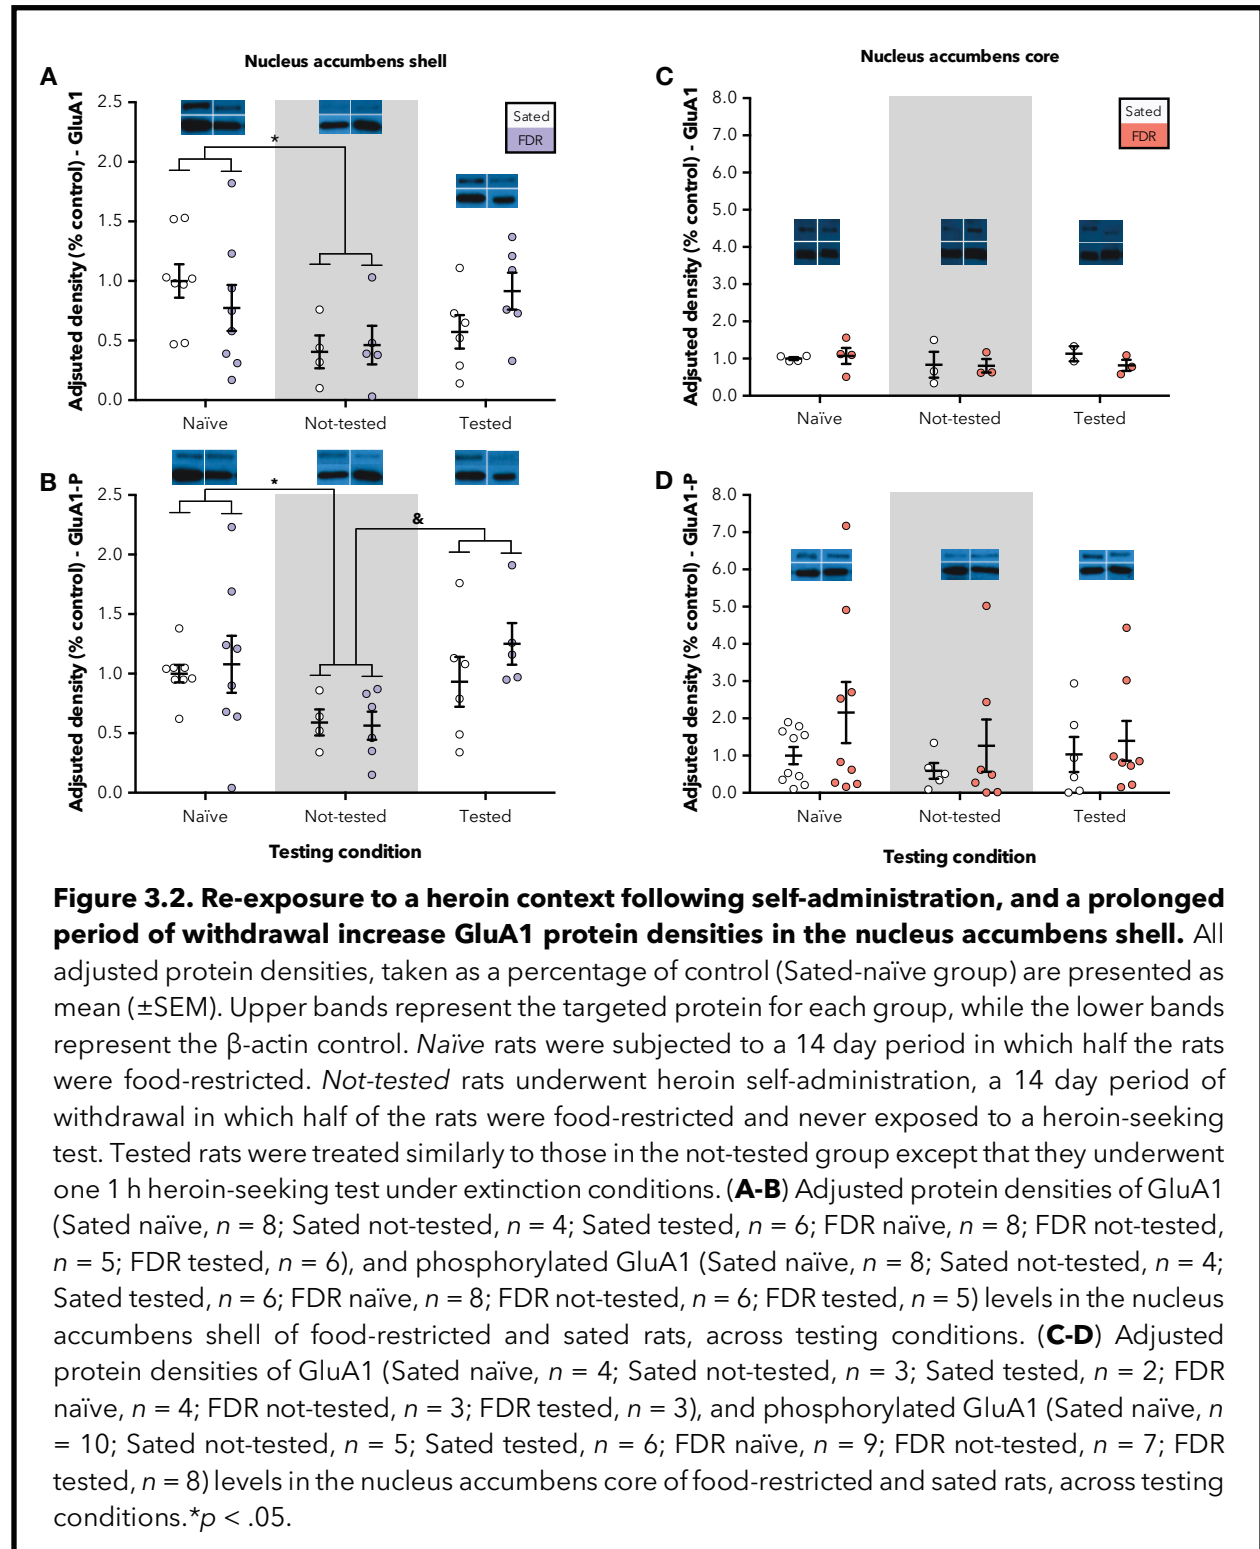 Nucleus accumbens shell
A
Adjsuted density (% control) - GluA1
2.5
2.0
1.5
1.0
0.5
0.0
*
Sated
FDR
Naïve
Not-tested
Tested
Nucleus accumbens core
C
Adjsuted density (% control) - GluA1
8.0
7.0
6.0
5.0
4.0
3.0
2.0
1.0
0.0
Sated
FDR
Naïve
Not-tested
Tested
B
Adjsuted density (% control) - GluA1-P
2.5
2.0
1.5
1.0
0.5
0.0
*
&
Naïve
Not-tested
Tested
Testing condition
D
Adjsuted density (% control) - GluA1-P
8.0
7.0
6.0
5.0
4.0
3.0
2.0
1.0
0.0
Naïve
Not-tested
Tested
Testing condition
Figure 3.2. Re-exposure to a heroin context following self-administration, and a prolonged
period of withdrawal increase GluA1 protein densities in the nucleus accumbens shell. All
adjusted protein densities, taken as a percentage of control (Sated-naïve group) are presented as
mean (±SEM). Upper bands represent the targeted protein for each group, while the lower bands
represent the β-actin control. Naïve rats were subjected to a 14 day period in which half the rats
were food-restricted. Not-tested rats underwent heroin self-administration, a 14 day period of
withdrawal in which half of the rats were food-restricted and never exposed to a heroin-seeking
test. Tested rats were treated similarly to those in the not-tested group except that they underwent
one 1 h heroin-seeking test under extinction conditions. (A-B) Adjusted protein densities of GluA1
(Sated naïve, n = 8; Sated not-tested, n = 4; Sated tested, n = 6; FDR naïve, n = 8; FDR not-tested,
n = 5; FDR tested, n = 6), and phosphorylated GluA1 (Sated naïve, n = 8; Sated not-tested, n = 4;
Sated tested, n = 6; FDR naïve, n = 8; FDR not-tested, n = 6; FDR tested, n = 5) levels in the nucleus
accumbens shell of food-restricted and sated rats, across testing conditions. (C-D) Adjusted
protein densities of GluA1 (Sated naïve, n = 4; Sated not-tested, n = 3; Sated tested, n = 2; FDR
naïve, n = 4; FDR not-tested, n = 3; FDR tested, n = 3), and phosphorylated GluA1 (Sated naïve, n
= 10; Sated not-tested, n = 5; Sated tested, n = 6; FDR naïve, n = 9; FDR not-tested, n = 7; FDR
tested, n = 8) levels in the nucleus accumbens core of food-restricted and sated rats, across testing
conditions.*p < .05.